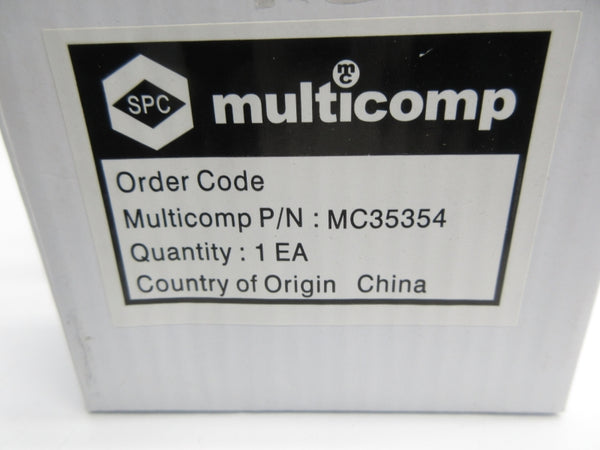 SPC
mc
multicomp
Order Code
Multicomp P/N : MC35354
Quantity : 1 EA
Country of Origin China